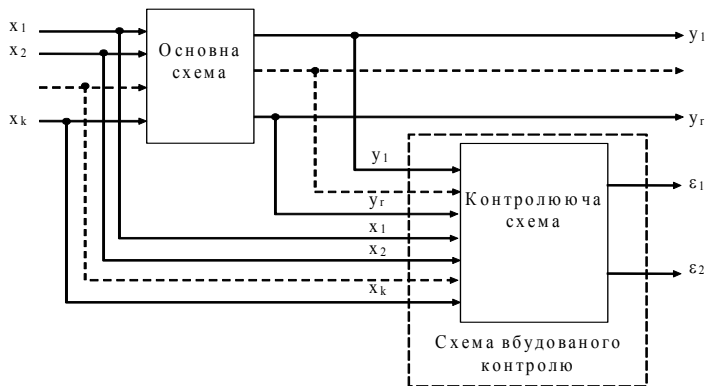 x1
x2
xk
Основна
схема
y1
yr
y1
yr
x1
x2
xk
Контролююча
схема
ε1
ε2
Схема вбудованого
контролю